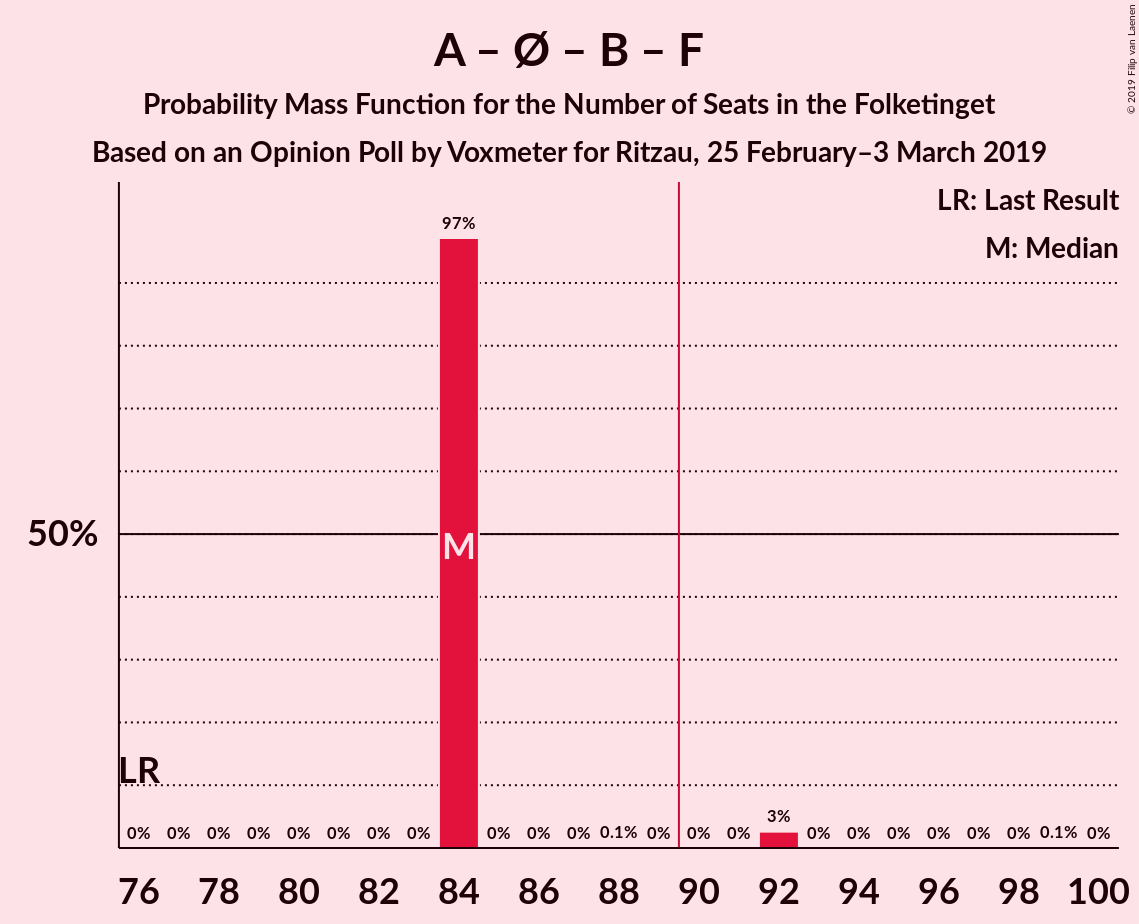 A – Ø – B – F
Probability Mass Function for the Number of Seats in the Folketinget
Based on an Opinion Poll by Voxmeter for Ritzau, 25 February–3 March 2019
© 2019 Filip van Laenen
LR: Last Result
M: Median
97%
50%
M
LR
3%
0% 0% 0% 0% 0% 0% 0% 0% 0% 0% 0% 0.1% 0% 0% 0% 0% 0% 0% 0% 0% 0% 0.1% 0%
76 78 80 82 84 86 88 90 92 94 96 98 100